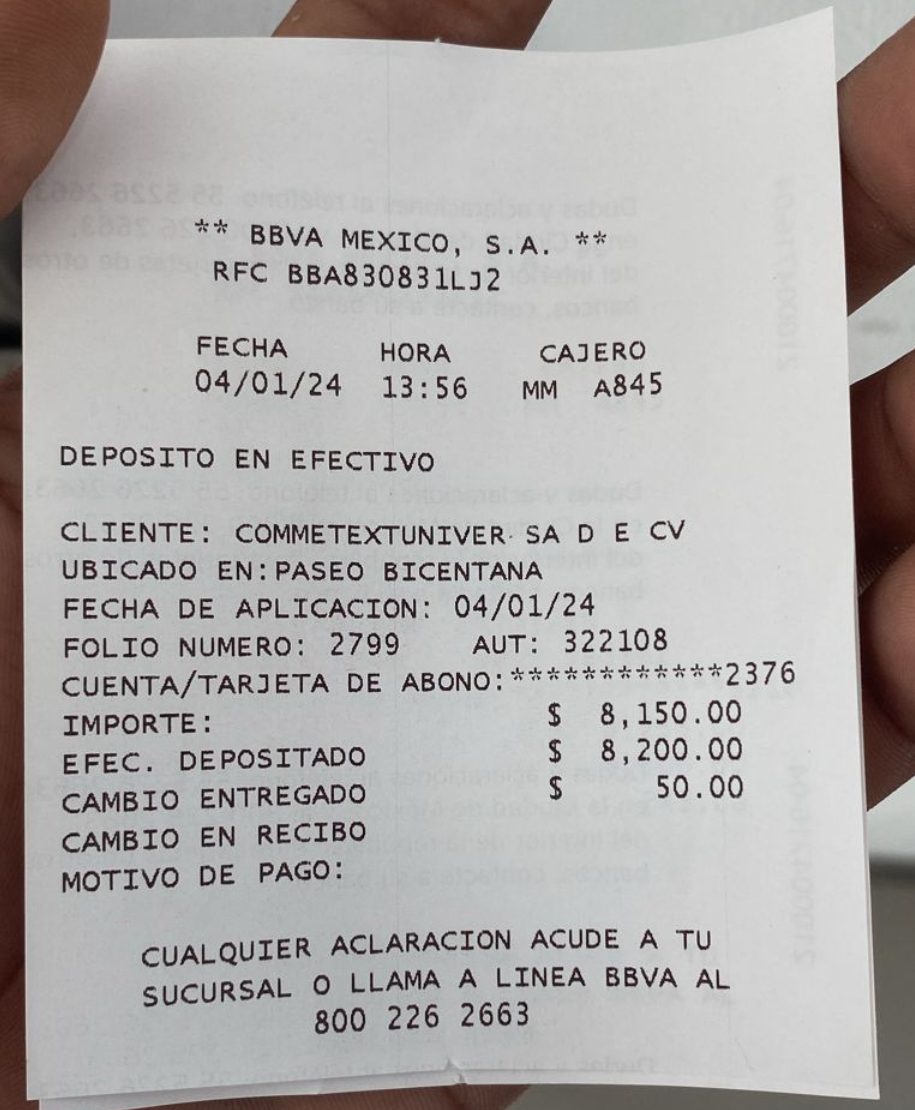 ** BBVA MEXICO, S.A. **
RFC BBA830831LJ2
FECHA HORA CAJERO
04/01/24 13:56 MM A845
DEPOSITO EN EFECTIVO
CLIENTE: COMMETEXTUNIVER SA D E CV
UBICADO EN: PASEO BICENTANA
FECHA DE APLICACION: 04/01/24
FOLIO NUMERO: 2799 AUT: 322108
CUENTA/TARJETA DE ABONO:************2376
IMPORTE: $ 8,150.00
EFEC. DEPOSITADO $ 8,200.00
CAMBIO ENTREGADO $ 50.00
CAMBIO EN RECIBO
MOTIVO DE PAGO:
CUALQUIER ACLARACION ACUDE A TU
SUCURSAL O LLAMA A LINEA BBVA AL
800 226 2663